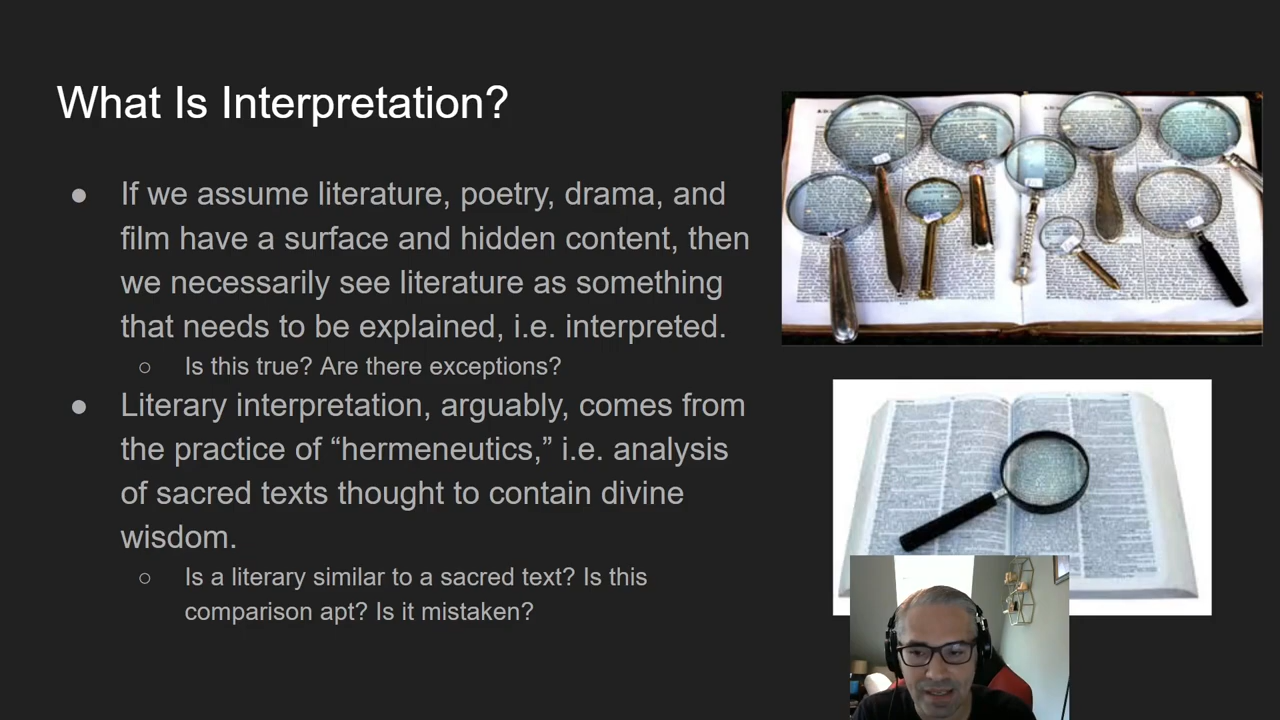 What Is Interpretation?
● If we assume literature, poetry, drama, and
film have a surface and hidden content, then
we necessarily see literature as something
that needs to be explained, i.e. interpreted.
○ Is this true? Are there exceptions?
● Literary interpretation, arguably, comes from
the practice of “hermeneutics,” i.e. analysis
of sacred texts thought to contain divine
wisdom.
○ Is a literary similar to a sacred text? Is this
comparison apt? Is it mistaken?